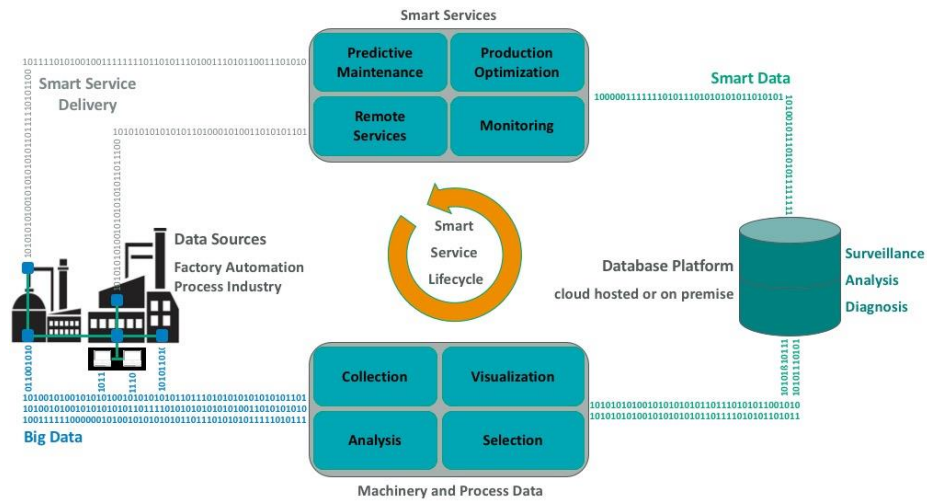 Smart Services
Predictive
Maintenance
Production
Optimization
Remote
Services
Monitoring
Smart Service
Delivery
Smart Data
Smart
Service
Lifecycle
Data Sources
Factory Automation
Process Industry
Database Platform
cloud hosted or on premise
Surveillance
Analysis
Diagnosis
Collection
Visualization
Analysis
Selection
Big Data
Machinery and Process Data